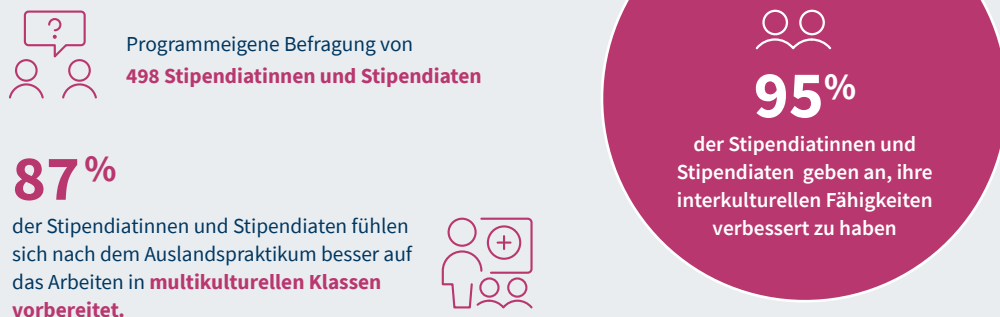 ?
Programmeigene Befragung von
498 Stipendiatinnen und Stipendiaten
87 %
der Stipendiatinnen und Stipendiaten fühlen
sich nach dem Auslandspraktikum besser auf
das Arbeiten in multikulturellen Klassen
vorbereitet.
95%
der Stipendiatinnen und
Stipendiaten geben an, ihre
interkulturellen Fähigkeiten
verbessert zu haben